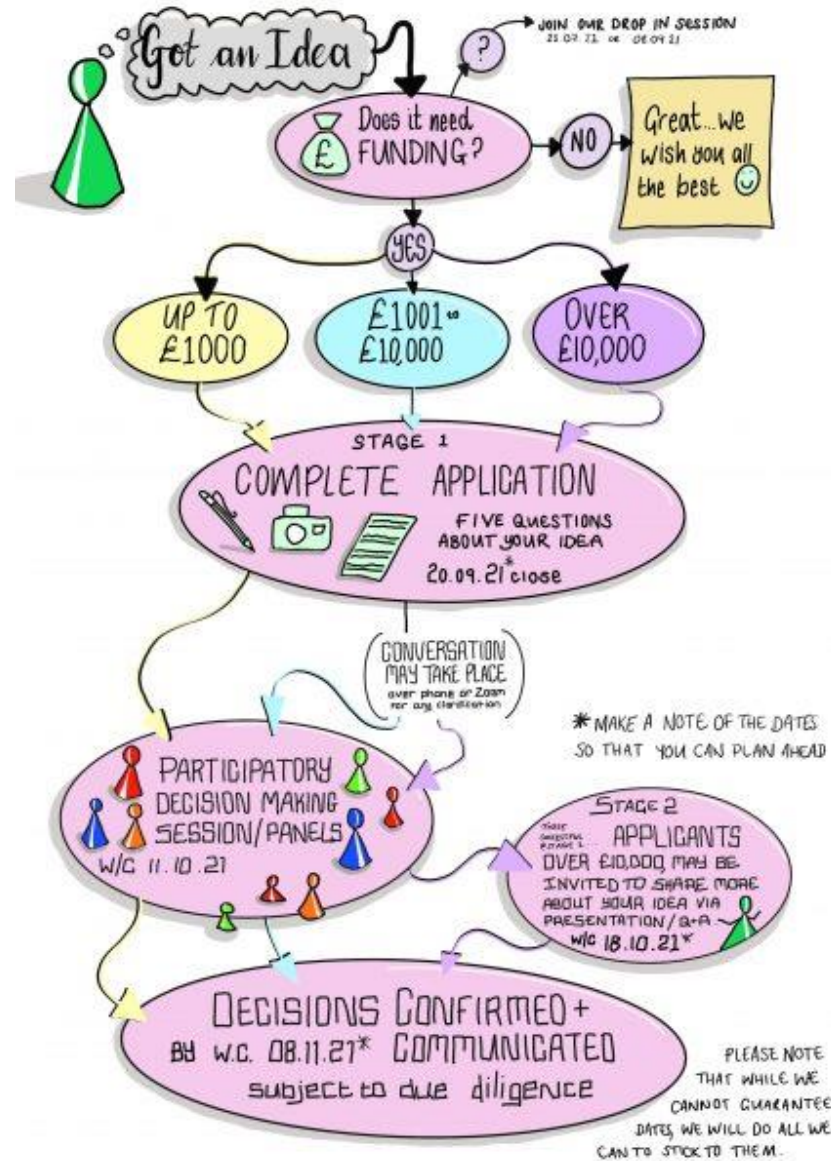 Got an Idea
?
JOIN OUR DROP IN SESSION
Does it need
FUNDING?
£
NO
Great...we
wish you all
the best
YES
UP TO
£1000
£1001 to
£10,000
OVER
£10,000
STAGE 1
COMPLETE APPLICATION
FIVE QUESTIONS
ABOUT YOUR IDEA
20.09.21* close
(CONVERSATION
MAY TAKE PLACE
over phone or Zoom
for any clarification)
* MAKE A NOTE OF THE DATES
SO THAT YOU CAN PLAN AHEAD
PARTICIPATORY
DECISION MAKING
SESSION/PANELS
W/C 11.10.21
STAGE 2
APPLICANTS
OVER £10,000, MAY BE
INVITED TO SHARE MORE
ABOUT YOUR IDEA VIA
PRESENTATION/Q+A
W/C 18.10.21*
DECISIONS CONFIRMED +
BY W.C. 08.11.21* COMMUNICATED
subject to due diligence
PLEASE NOTE
THAT WHILE WE
CANNOT GUARANTEE
DATES, WE WILL DO ALL WE
CAN TO STICK TO THEM.